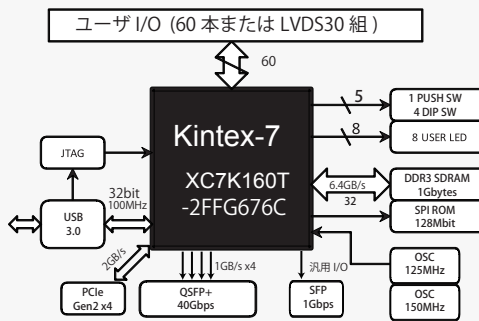 ユーザ I/O (60 本または LVDS30 組 )
60
5
1 PUSH SW
4 DIP SW
Kintex-7
8
8 USER LED
JTAG
XC7K160T
-2FFG676C
6.4GB/s
32
DDR3 SDRAM
1Gbytes
32bit
100MHz
USB
3.0
SPI ROM
128Mbit
2GB/s
1GB/s x4
汎用 I/O
OSC
125MHz
PCIe
Gen2 x4
QSFP+
40Gbps
SFP
1Gbps
OSC
150MHz